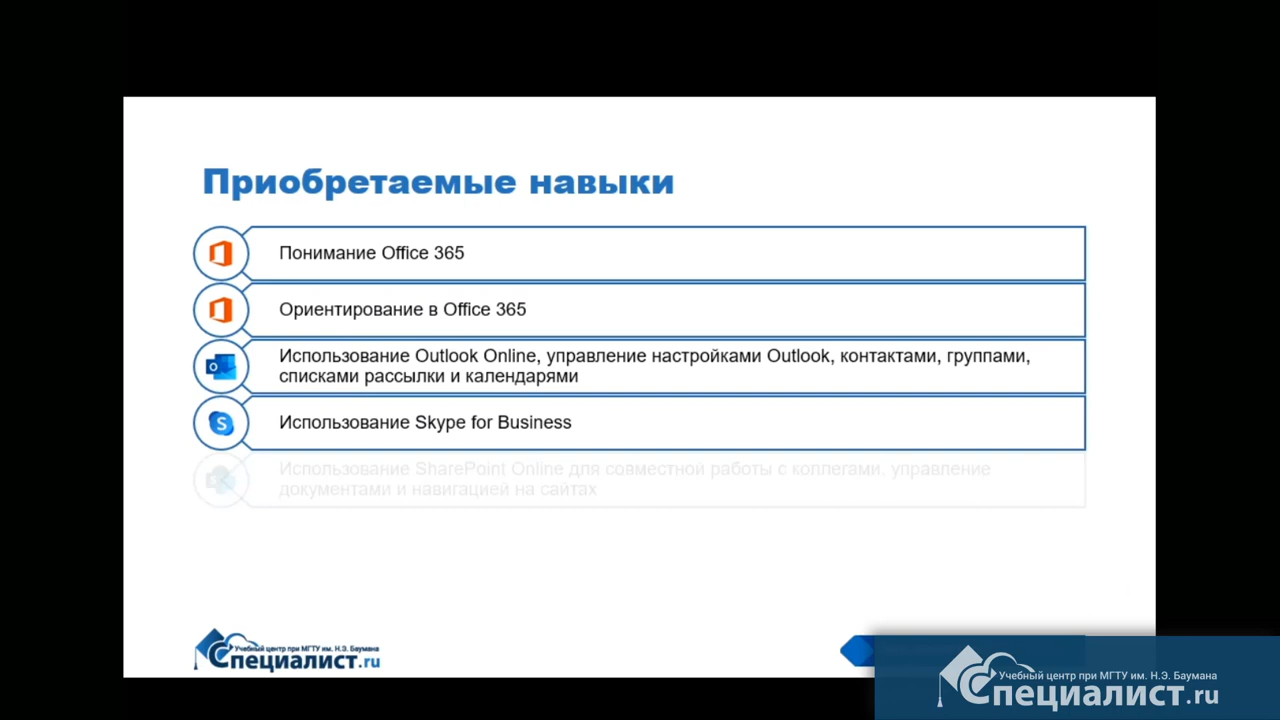 Приобретаемые навыки
Понимание Office 365
Ориентирование в Office 365
Использование Outlook Online, управление настройками Outlook, контактами, группами,
списками рассылки и календарями
Использование Skype for Business
Использование SharePoint Online для совместной работы с коллегами, управление
документами и навигацией на сайтах
Учебный центр при МГТУ им. Н.Э. Баумана
Специалист.ru
Учебный центр при МГТУ им. Н.Э. Баумана
Специалист.ru